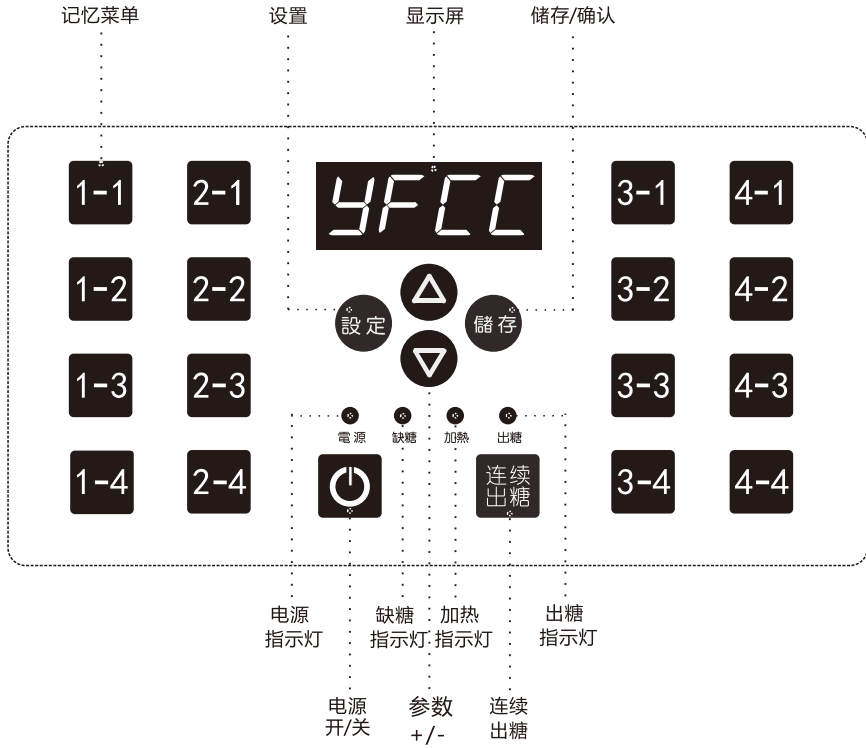 记忆菜单 设置 显示屏 储存/确认
1-1 2-1 YFCC 3-1 4-1
1-2 2-2 設定 儲存 3-2 4-2
1-3 2-3 3-3 4-3
電源 缺糖 加熱 出糖
1-4 2-4 连续 3-4 4-4
出糖
电源 缺糖 加热 出糖
指示灯 指示灯 指示灯 指示灯
电源 参数 连续
开/关 +/- 出糖